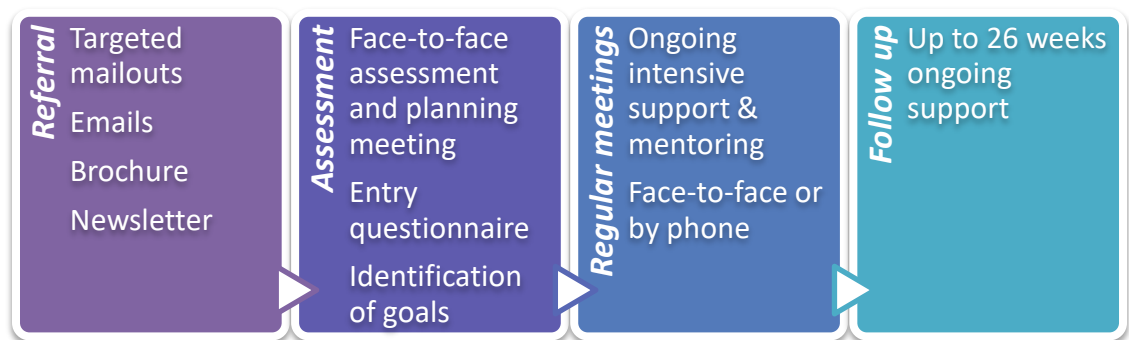 Referral
Targeted
mailouts
Emails
Brochure
Newsletter
Assessment
Face-to-face
assessment
and planning
meeting
Entry
questionnaire
Identification
of goals
Regular meetings
Ongoing
intensive
support &
mentoring
Face-to-face or
by phone
Follow up
Up to 26 weeks
ongoing
support